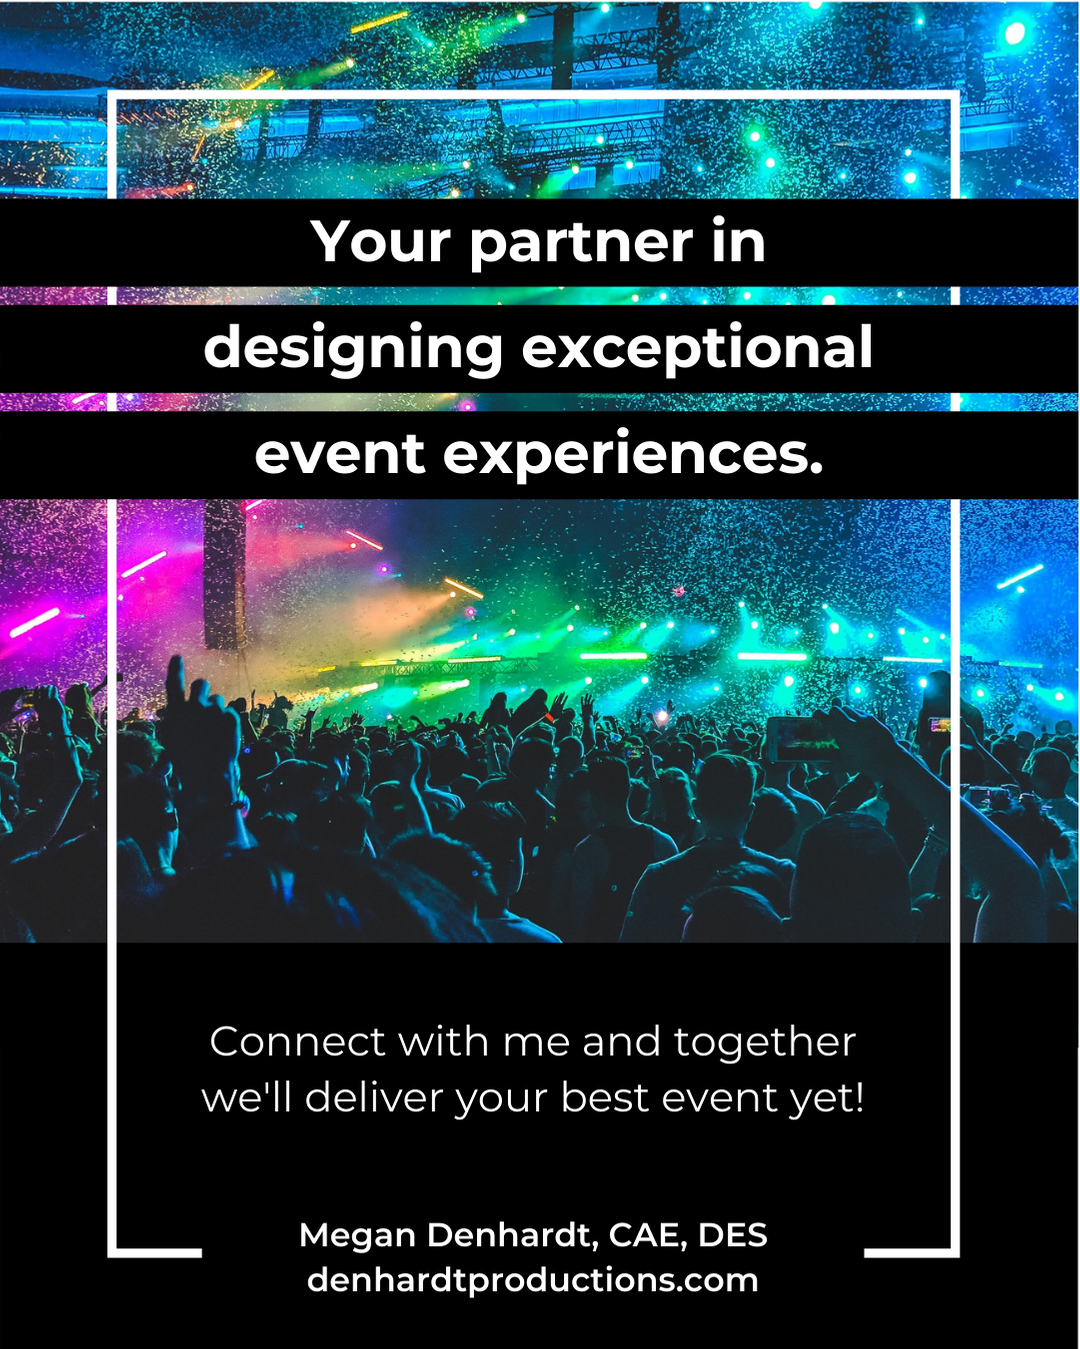 Your partner in
designing exceptional
event experiences.
Connect with me and together
we'll deliver your best event yet!
Megan Denhardt, CAE, DES
denhardtproductions.com